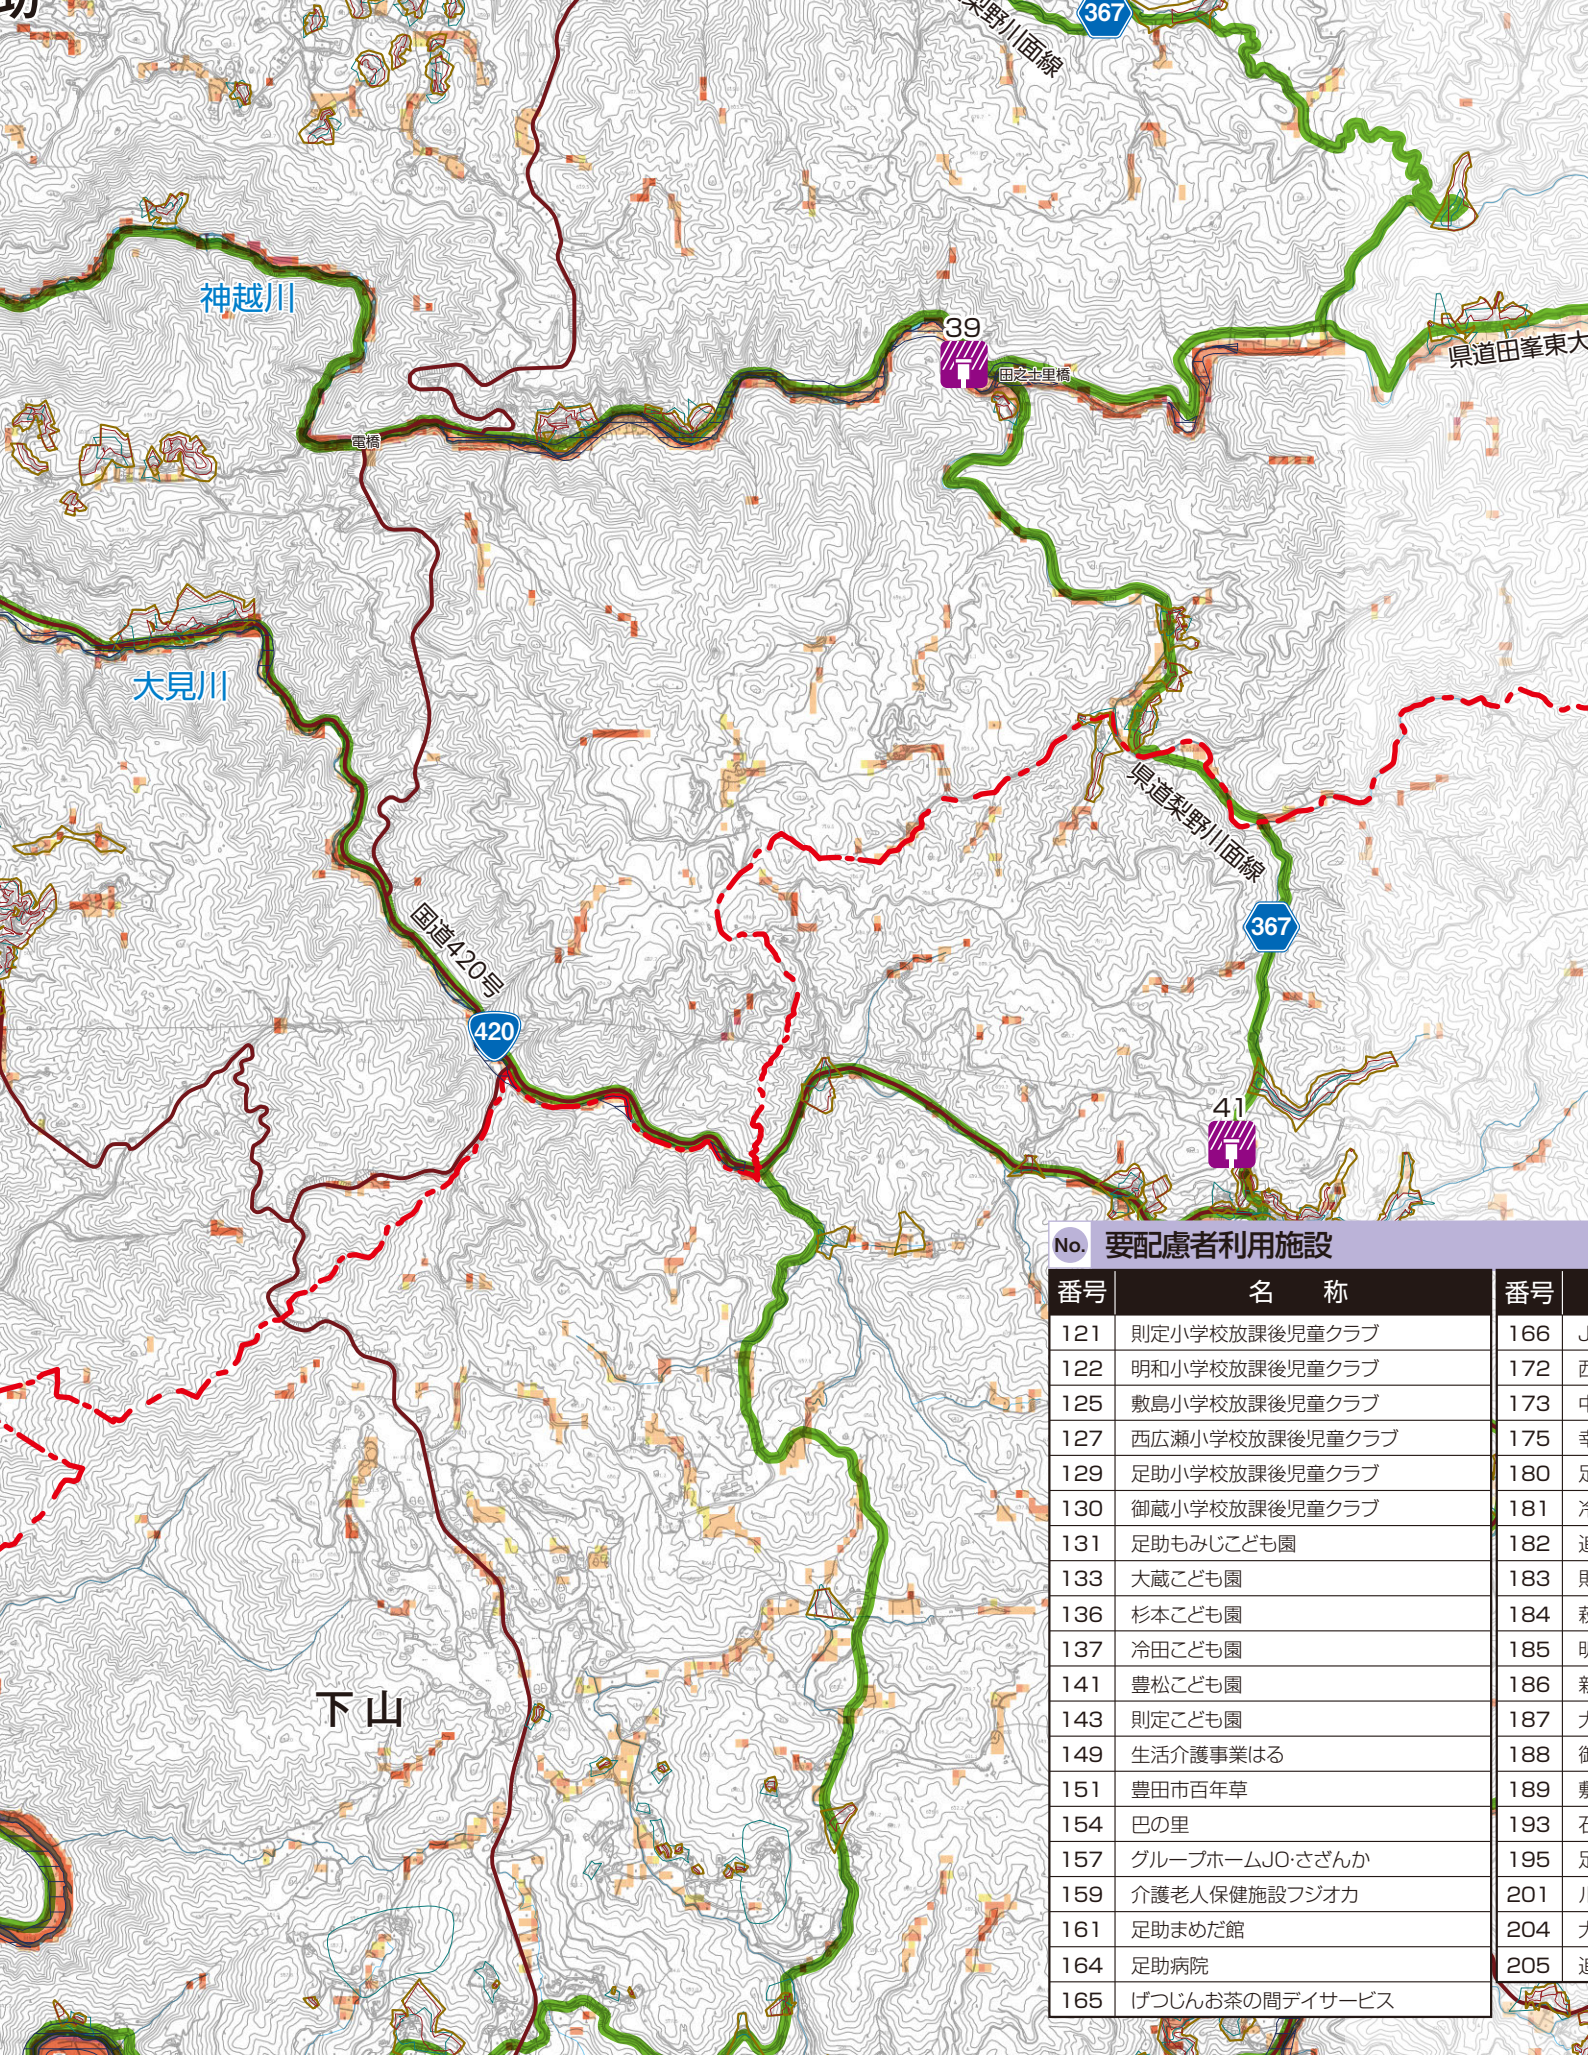 367
神越川
39
田之士里橋
県道田峯東大
電橋
大見川
県道梨野川面線
367
国道420号
420
41
下山
No. 要配慮者利用施設
番号 名 称 番号
121 則定小学校放課後児童クラブ 166
122 明和小学校放課後児童クラブ 172
125 敷島小学校放課後児童クラブ 173
127 西広瀬小学校放課後児童クラブ 175
129 足助小学校放課後児童クラブ 180
130 御蔵小学校放課後児童クラブ 181
131 足助もみじこども園 182
133 大蔵こども園 183
136 杉本こども園 184
137 冷田こども園 185
141 豊松こども園 186
143 則定こども園 187
149 生活介護事業はる 188
151 豊田市百年草 189
154 巴の里 193
157 グループホームJO・さざんか 195
159 介護老人保健施設フジオカ 201
161 足助まめだ館 204
164 足助病院 205
165 げつじんお茶の間デイサービス